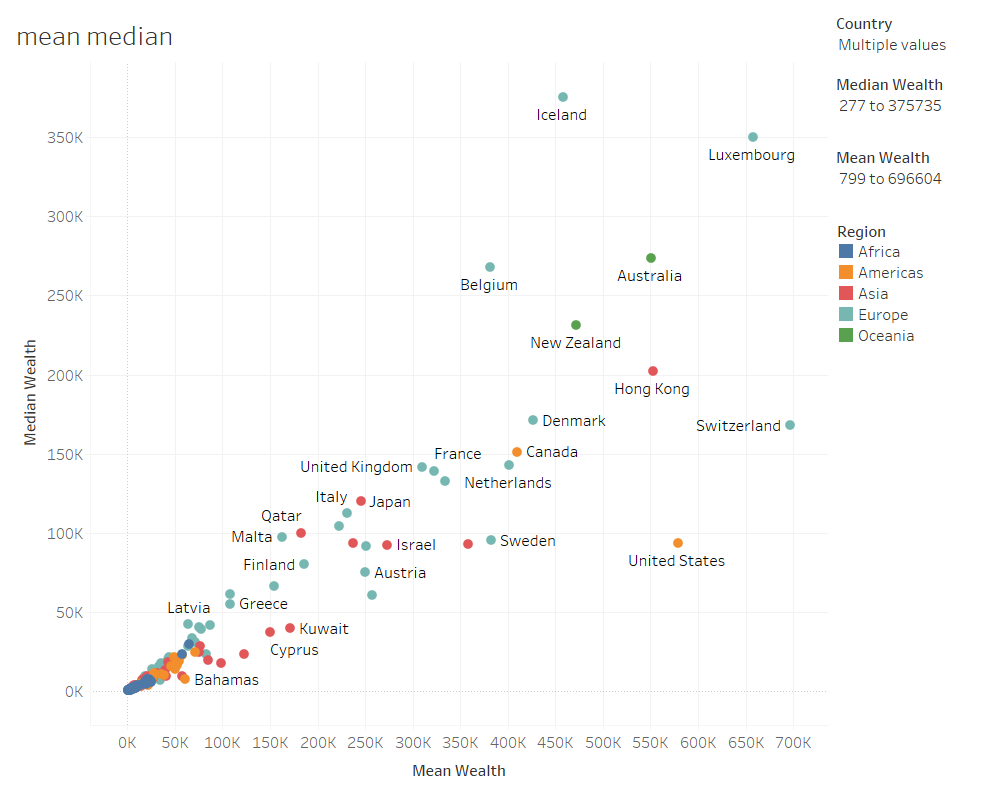 mean median
Country
Multiple values
Median Wealth
277 to 375735
Mean Wealth
799 to 696604
Region
Africa
Americas
Asia
Europe
Oceania
Median Wealth
350K
300K
250K
200K
150K
100K
50K
0K
Iceland
Luxembourg
Belgium
Australia
New Zealand
Hong Kong
Denmark
Switzerland
France
Canada
United Kingdom
Netherlands
Italy
Japan
Qatar
Malta
Israel
Sweden
Finland
United States
Austria
Latvia
Greece
Kuwait
Cyprus
Bahamas
0K 50K 100K 150K 200K 250K 300K 350K 400K 450K 500K 550K 600K 650K 700K
Mean Wealth